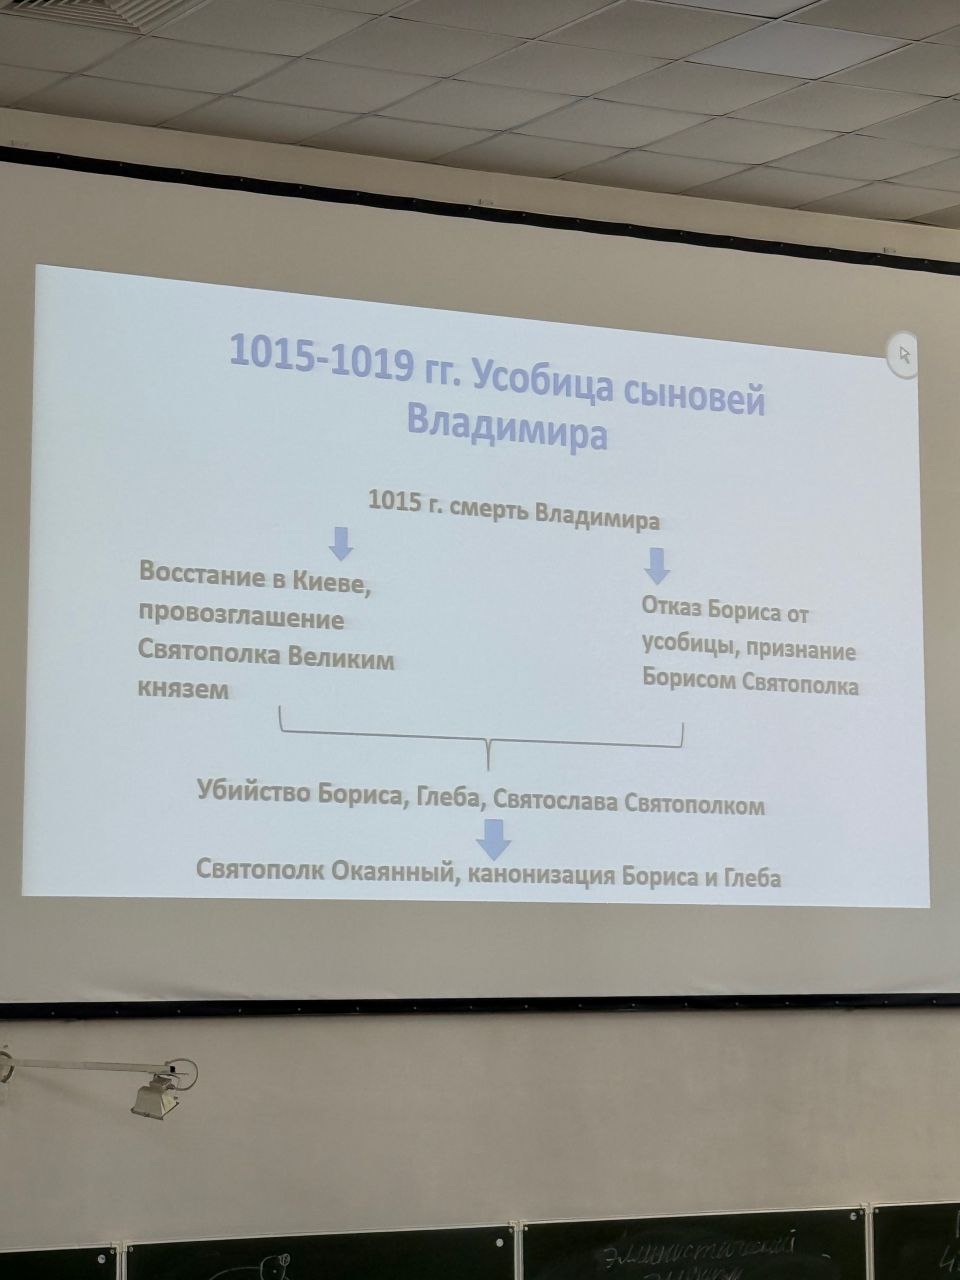 1015-1019 гг. Усобица сыновей
Владимира
1015 г. смерть Владимира
Восстание в Киеве,
провозглашение
Святополка Великим
князем
Отказ Бориса от
усобицы, признание
Борисом Святополка
Убийство Бориса, Глеба, Святослава Святополком
Святополк Окаянный, канонизация Бориса и Глеба